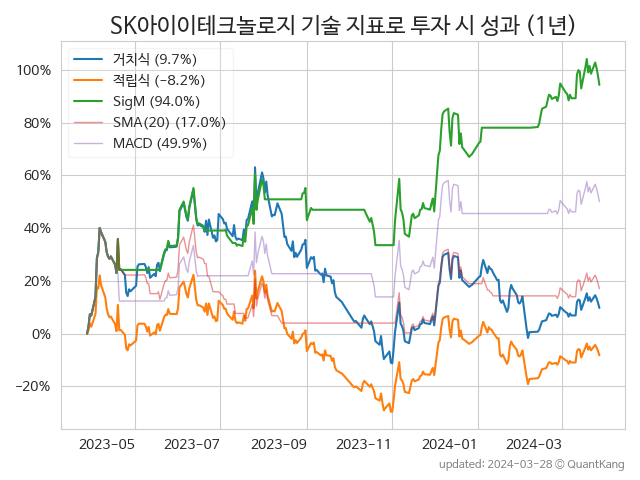 SK아이이테크놀로지 기술 지표로 투자 시 성과 (1년)
거치식 (9.7%)
적립식 (−8.2%)
SigM (94.0%)
SMA(20) (17.0%)
MACD (49.9%)
100%
80%
60%
40%
20%
0%
−20%
2023-05 2023-07 2023-09 2023-11 2024-01 2024-03
updated: 2024-03-28 © QuantKang